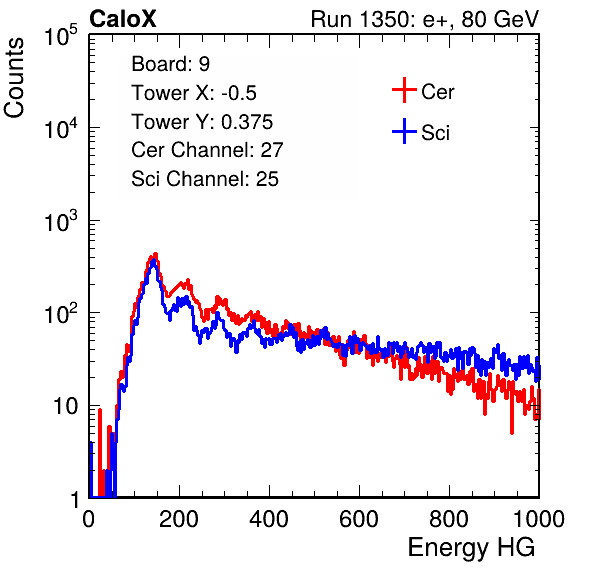 CaloX Run 1350: e+, 80 GeV
Counts
Board: 9
Tower X: -0.5
Tower Y: 0.375
Cer Channel: 27
Sci Channel: 25
Cer
Sci
10^5
10^4
10^3
10^2
10
1
0 200 400 600 800 1000
Energy HG